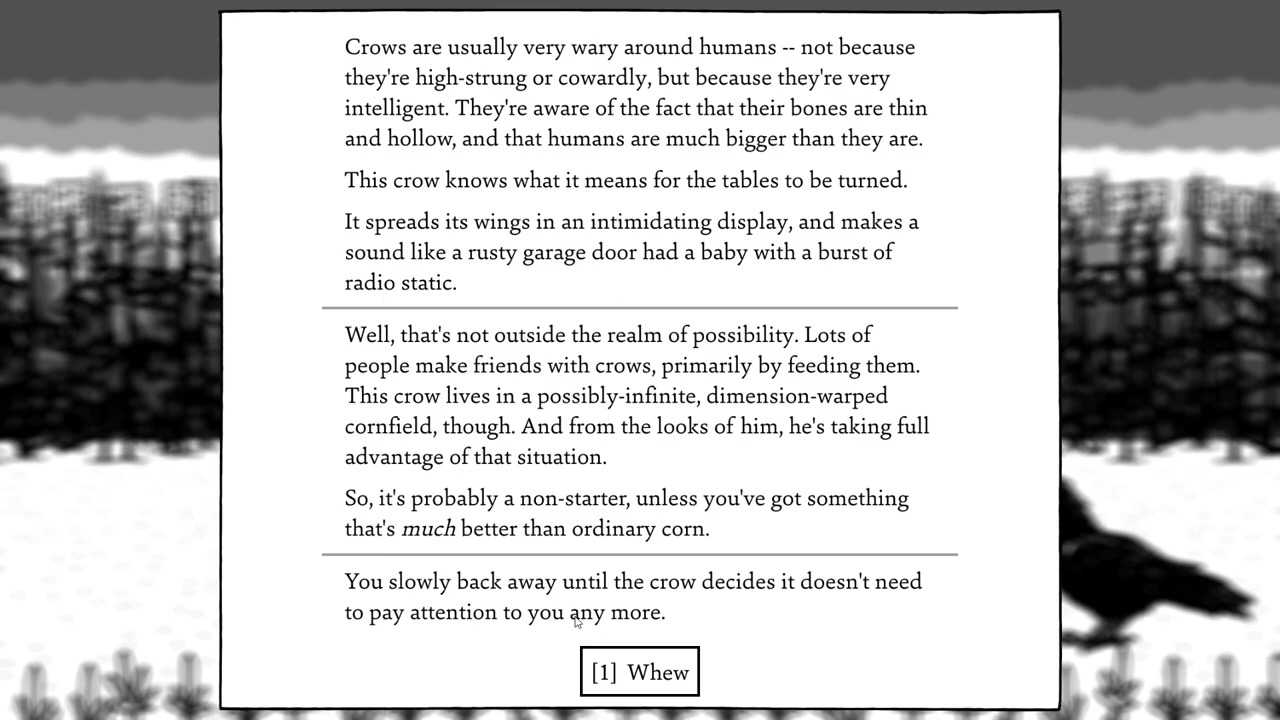 Crows are usually very wary around humans -- not because
they're high-strung or cowardly, but because they're very
intelligent. They're aware of the fact that their bones are thin
and hollow, and that humans are much bigger than they are.
This crow knows what it means for the tables to be turned.
It spreads its wings in an intimidating display, and makes a
sound like a rusty garage door had a baby with a burst of
radio static.
Well, that's not outside the realm of possibility. Lots of
people make friends with crows, primarily by feeding them.
This crow lives in a possibly-infinite, dimension-warped
cornfield, though. And from the looks of him, he's taking full
advantage of that situation.
So, it's probably a non-starter, unless you've got something
that's much better than ordinary corn.
You slowly back away until the crow decides it doesn't need
to pay attention to you any more.
[1] Whew